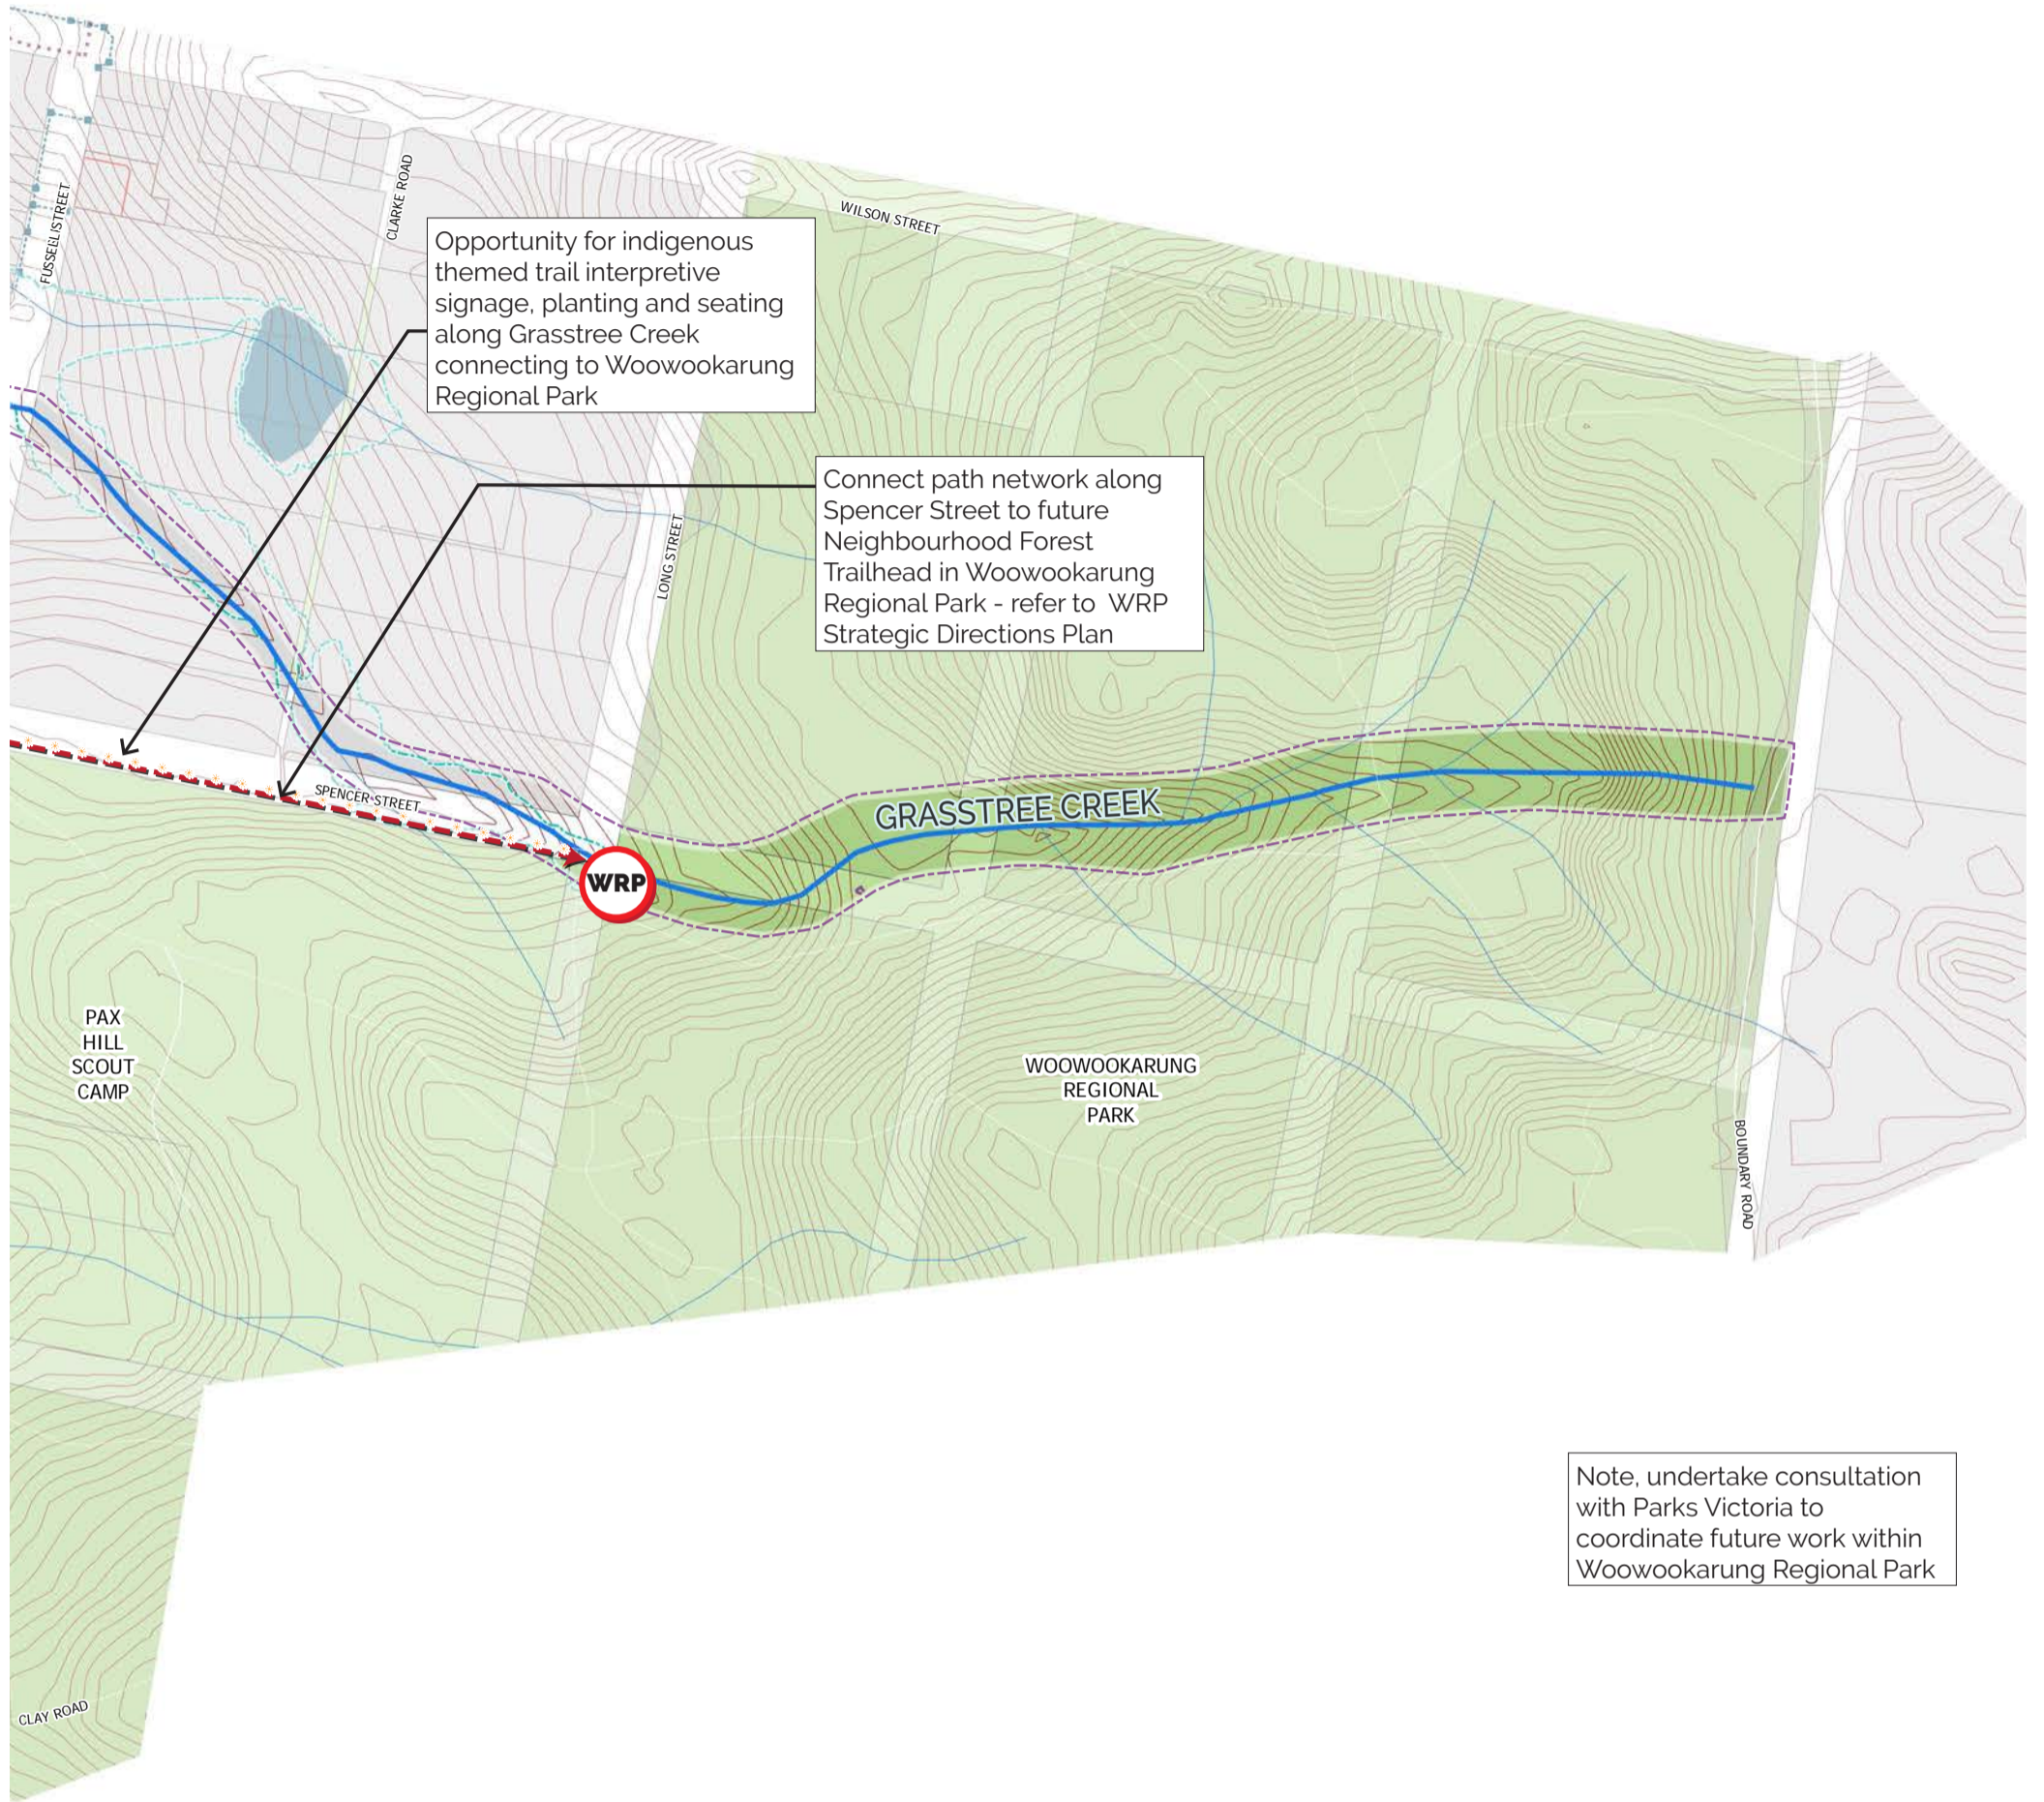 FUSSELL STREET
CLARKE ROAD
WILSON STREET
Opportunity for indigenous
themed trail interpretive
signage, planting and seating
along Grasstree Creek
connecting to Woowookarung
Regional Park
Connect path network along
Spencer Street to future
Neighbourhood Forest
Trailhead in Woowookarung
Regional Park - refer to WRP
Strategic Directions Plan
LONG STREET
SPENCER STREET
GRASSTREE CREEK
WRP
PAX
HILL
SCOUT
CAMP
WOOWOOKARUNG
REGIONAL
PARK
BOUNDARY ROAD
Note, undertake consultation
with Parks Victoria to
coordinate future work within
Woowookarung Regional Park
CLAY ROAD